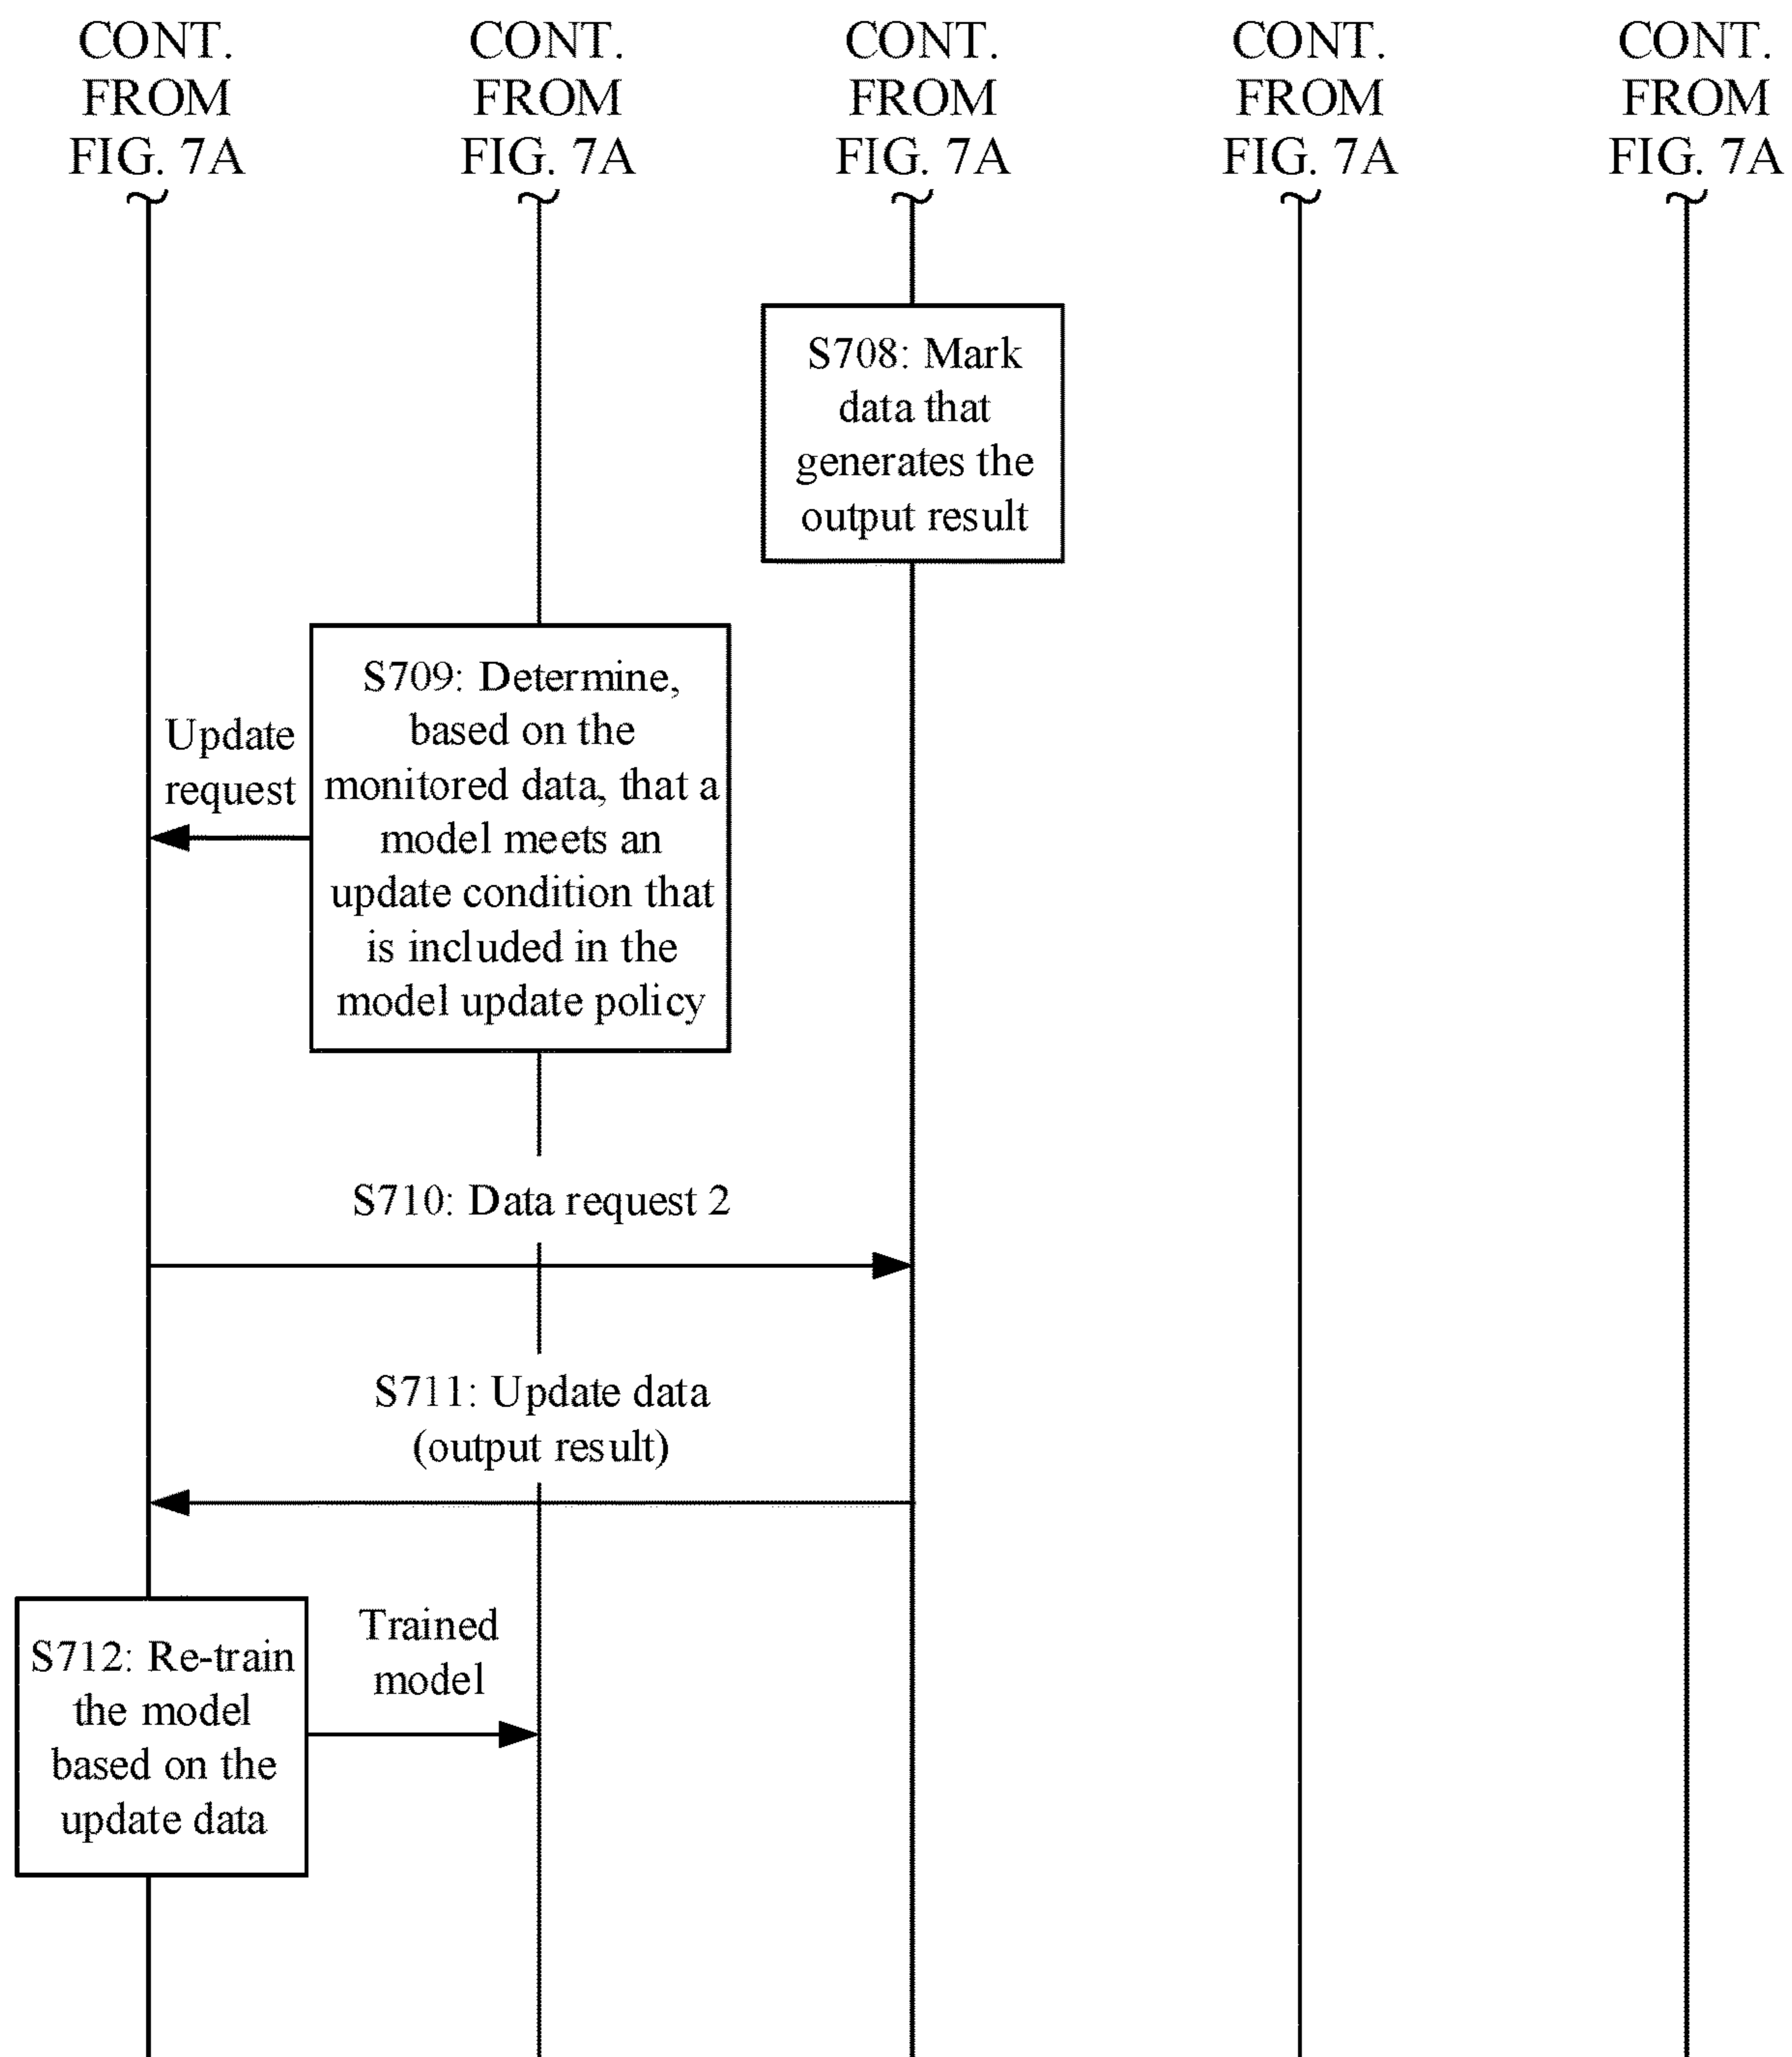 CONT.
FROM
FIG. 7A
CONT.
FROM
FIG. 7A
CONT.
FROM
FIG. 7A
CONT.
FROM
FIG. 7A
CONT.
FROM
FIG. 7A
S708: Mark
data that
generates the
output result
Update
request
S709: Determine,
based on the
monitored data, that a
model meets an
update condition that
is included in the
model update policy
S710: Data request 2
S711: Update data
(output result)
S712: Re-train
the model
based on the
update data
Trained
model